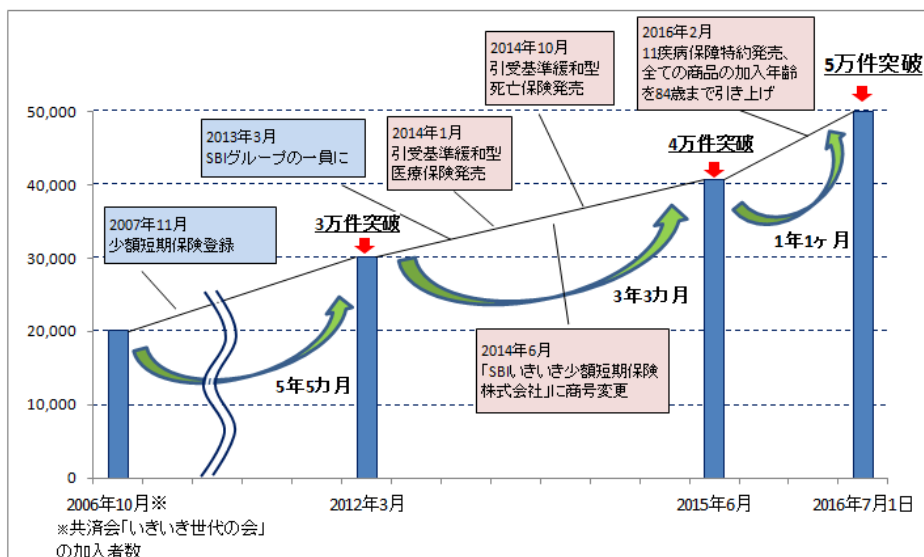 2016年2月
11疾病保障特約発売、
全ての商品の加入年齢
を84歳まで引き上げ
5万件突破
2014年10月
引受基準緩和型
死亡保険発売
50,000
2013年3月
SBIグループの一員に
2014年1月
引受基準緩和型
医療保険発売
4万件突破
40,000
2007年11月
少額短期保険登録
3万件突破
1年1ヶ月
30,000
3年3カ月
20,000
2014年6月
「SBIいきいき少額短期保険
株式会社」に商号変更
5年5カ月
10,000
0
2006年10月※
2012年3月
2015年6月
2016年7月1日
※共済会「いきいき世代の会」
の加入者数